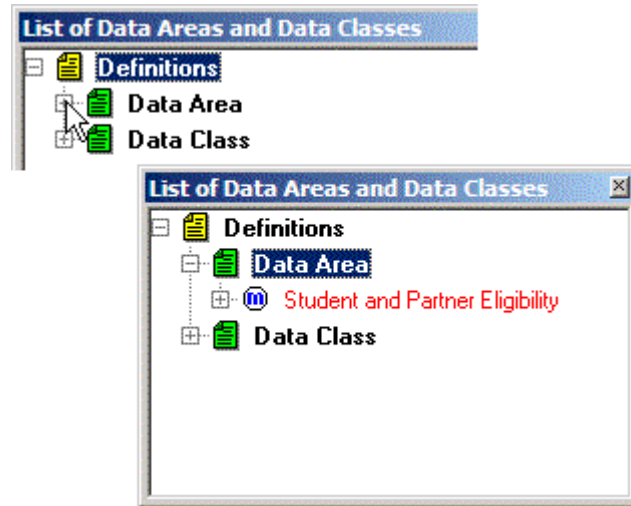 List of Data Areas and Data Classes
Definitions
Data Area
Data Class
List of Data Areas and Data Classes
Definitions
Data Area
m Student and Partner Eligibility
Data Class